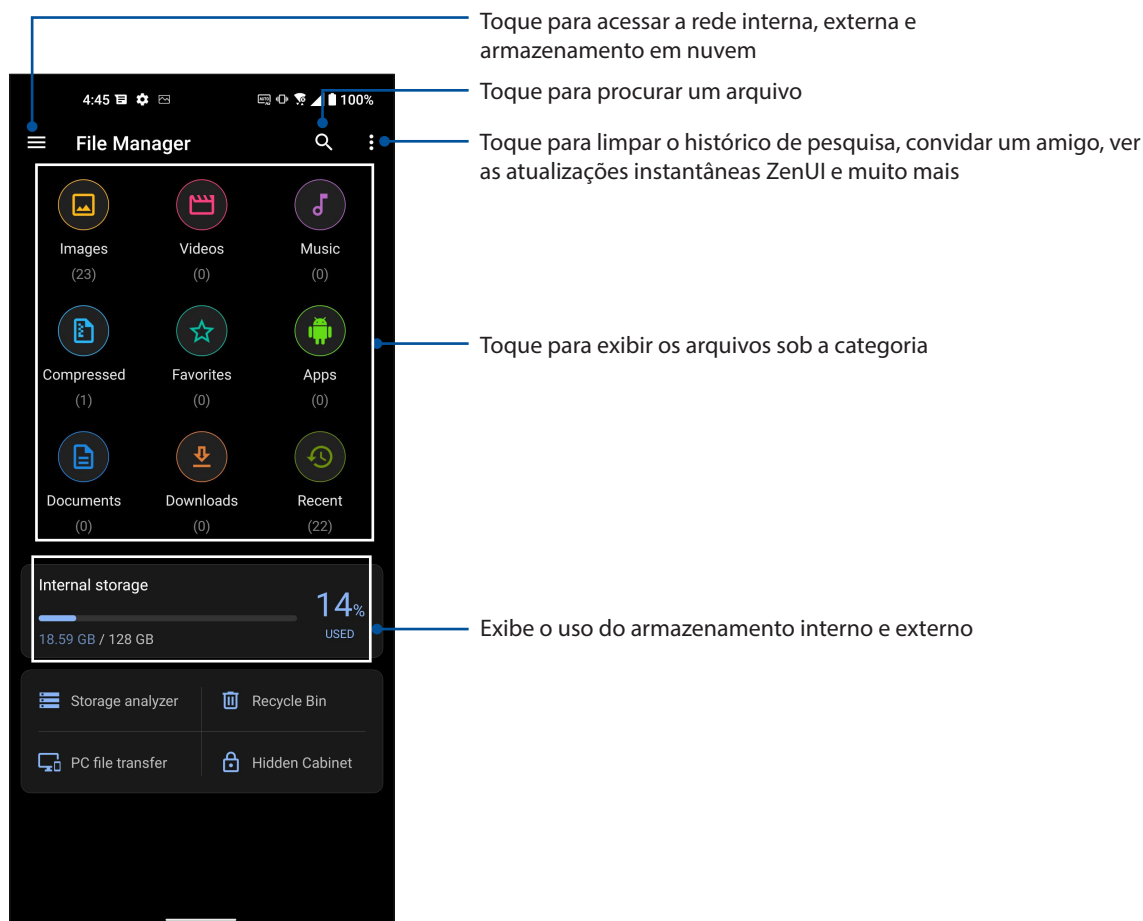 Toque para acessar a rede interna, externa e
armazenamento em nuvem
Toque para procurar um arquivo
Toque para limpar o histórico de pesquisa, convidar um amigo, ver
as atualizações instantâneas ZenUI e muito mais
Toque para exibir os arquivos sob a categoria
Exibe o uso do armazenamento interno e externo
4:45 100%
File Manager
Images Videos Music
(23) (0) (0)
Compressed Favorites Apps
(1) (0) (0)
Documents Downloads Recent
(0) (0) (22)
Internal storage
14%
18.59 GB / 128 GB USED
Storage analyzer Recycle Bin
PC file transfer Hidden Cabinet